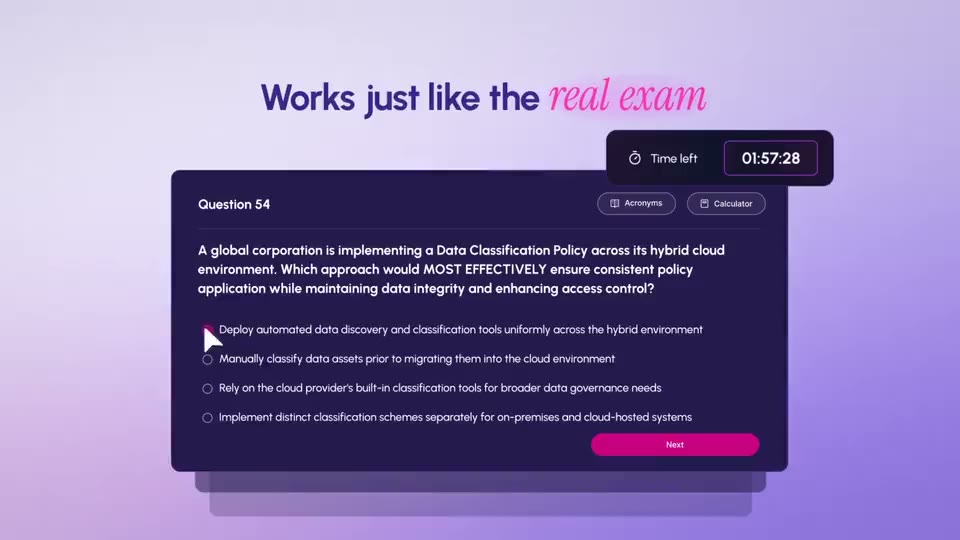 Works just like the real exam
Time left 01:57:28
Question 54
Acronyms
Calculator
A global corporation is implementing a Data Classification Policy across its hybrid cloud
environment. Which approach would MOST EFFECTIVELY ensure consistent policy
application while maintaining data integrity and enhancing access control?
Deploy automated data discovery and classification tools uniformly across the hybrid environment
Manually classify data assets prior to migrating them into the cloud environment
Rely on the cloud provider's built-in classification tools for broader data governance needs
Implement distinct classification schemes separately for on-premises and cloud-hosted systems
Next